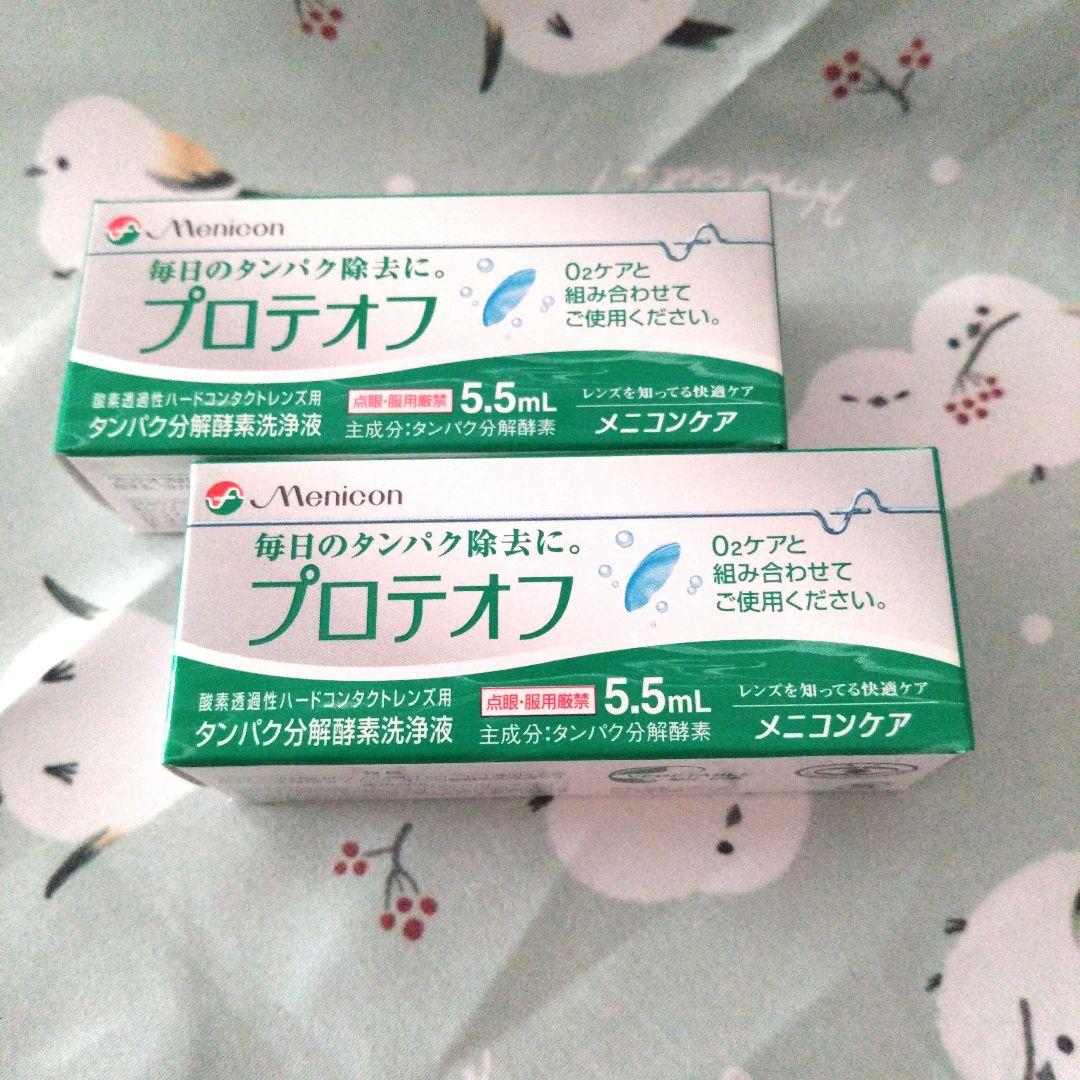 Menicon
毎日のタンパク除去に。
プロテオフ
O2ケアと
組み合わせて
ご使用ください。
酸素透過性ハードコンタクトレンズ用
タンパク分解酵素洗浄液
点眼・服用厳禁
5.5mL
主成分:タンパク分解酵素
レンズを知ってる快適ケア
メニコンケア
Menicon
毎日のタンパク除去に。
プロテオフ
O2ケアと
組み合わせて
ご使用ください。
酸素透過性ハードコンタクトレンズ用
タンパク分解酵素洗浄液
点眼・服用厳禁
5.5mL
主成分:タンパク分解酵素
レンズを知ってる快適ケア
メニコンケア